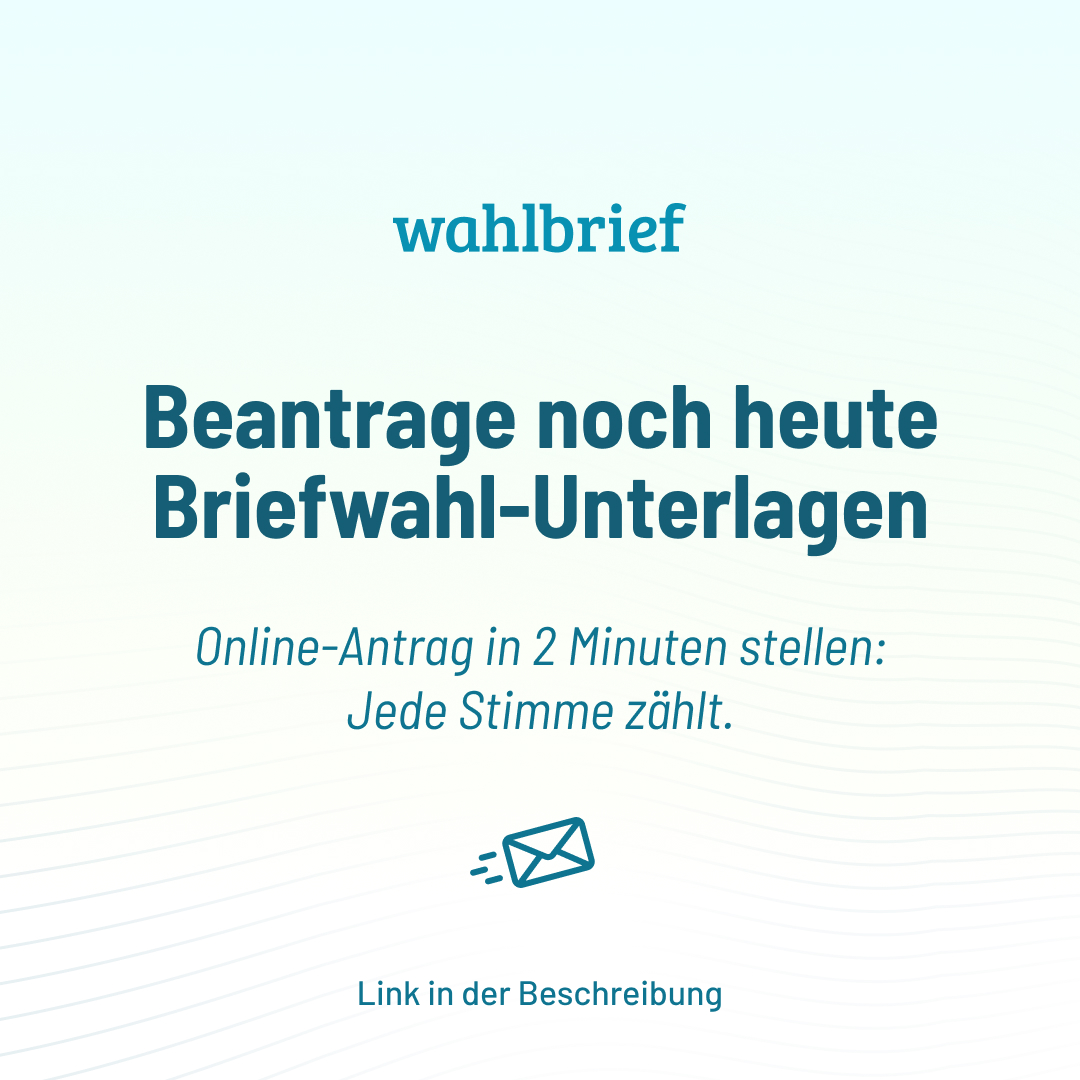 wahlbrief
Beantrage noch heute
Briefwahl-Unterlagen
Online-Antrag in 2 Minuten stellen:
Jede Stimme zählt.
Link in der Beschreibung